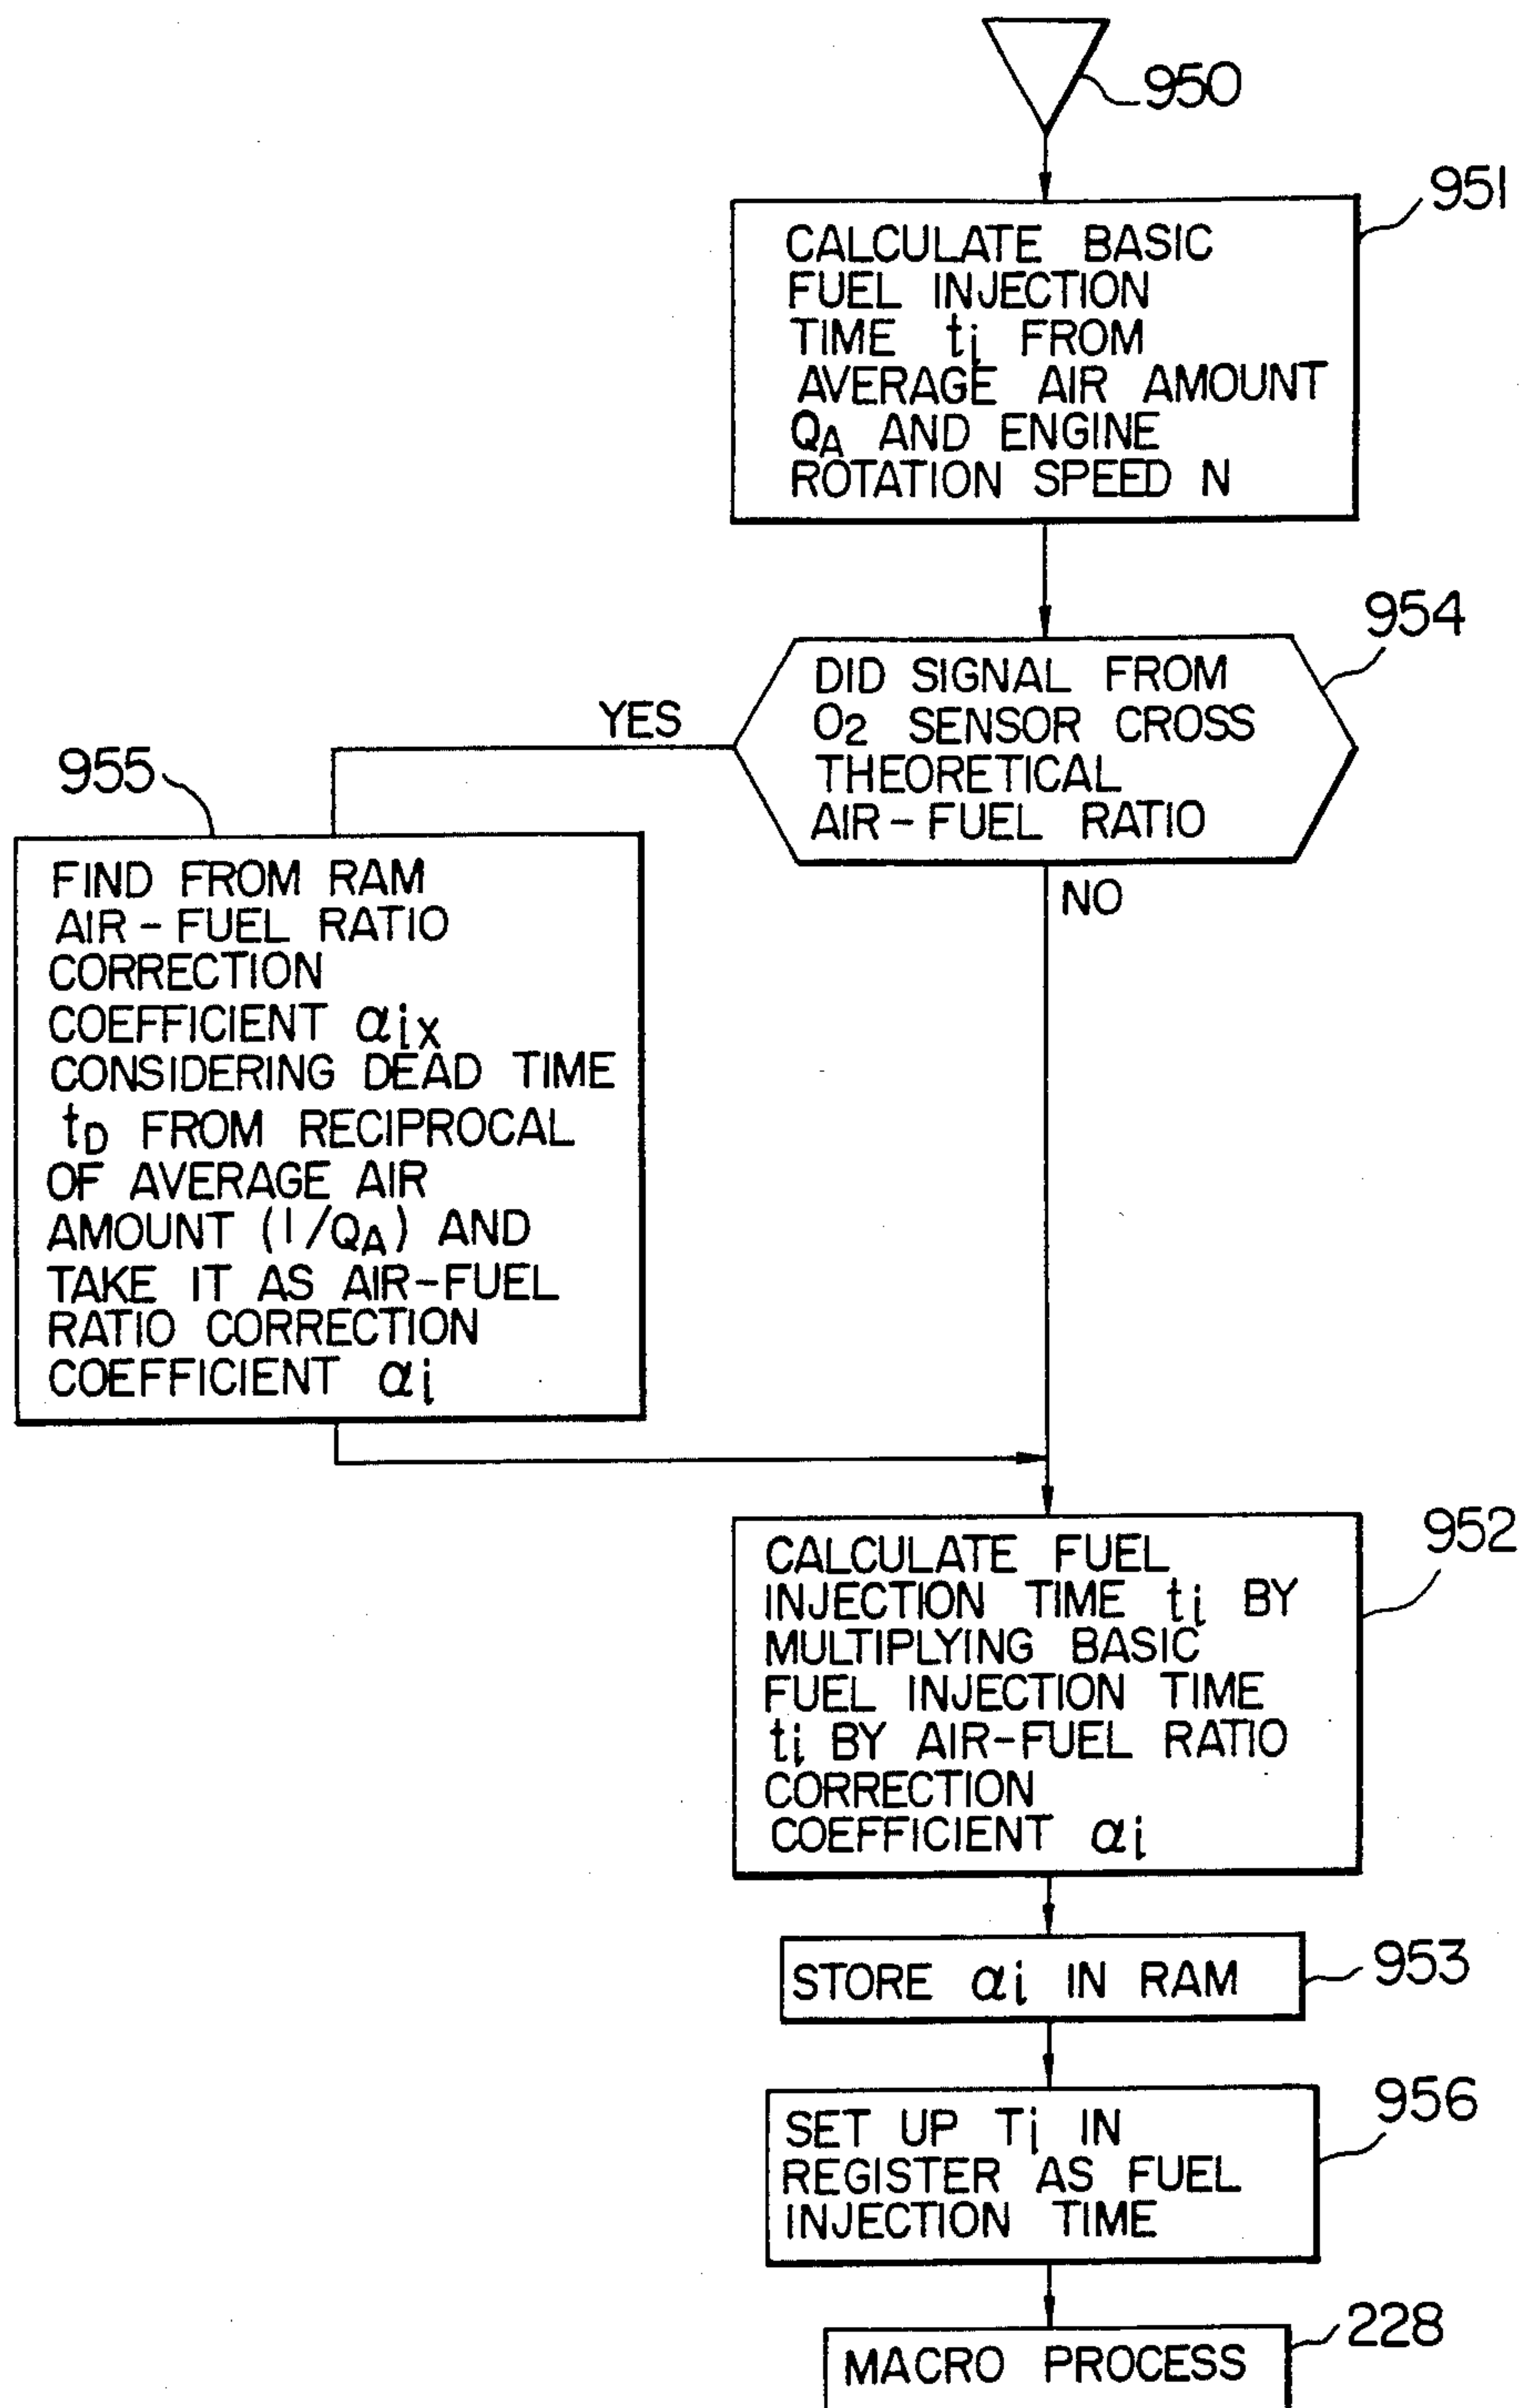 950
951
CALCULATE BASIC
FUEL INJECTION
TIME ti FROM
AVERAGE AIR AMOUNT
QA AND ENGINE
ROTATION SPEED N
954
DID SIGNAL FROM
O2 SENSOR CROSS
THEORETICAL
AIR-FUEL RATIO
YES
NO
955
FIND FROM RAM
AIR-FUEL RATIO
CORRECTION
COEFFICIENT αix
CONSIDERING DEAD TIME
tD FROM RECIPROCAL
OF AVERAGE AIR
AMOUNT (1/QA) AND
TAKE IT AS AIR-FUEL
RATIO CORRECTION
COEFFICIENT αi
952
CALCULATE FUEL
INJECTION TIME ti BY
MULTIPLYING BASIC
FUEL INJECTION TIME
ti BY AIR-FUEL RATIO
CORRECTION
COEFFICIENT αi
953
STORE αi IN RAM
956
SET UP Ti IN
REGISTER AS FUEL
INJECTION TIME
228
MACRO PROCESS